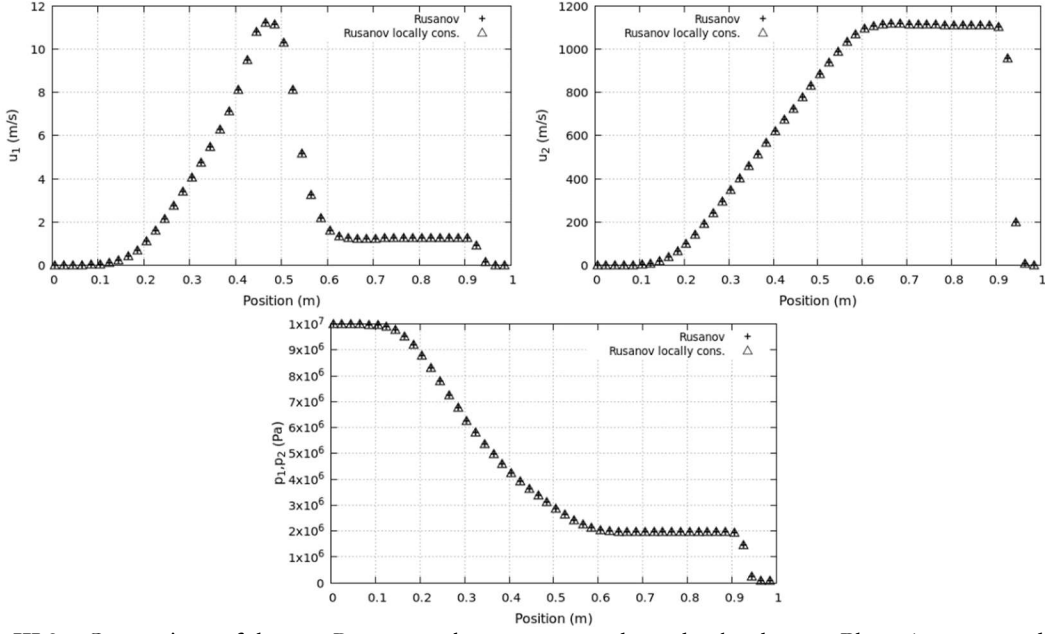 12
10
8
6
4
2
0
u1 (m/s)
0 0.1 0.2 0.3 0.4 0.5 0.6 0.7 0.8 0.9 1
Position (m)
Rusanov
Rusanov locally cons.
1200
1000
800
600
400
200
0
u2 (m/s)
0 0.1 0.2 0.3 0.4 0.5 0.6 0.7 0.8 0.9 1
Position (m)
Rusanov
Rusanov locally cons.
1x10^7
9x10^6
8x10^6
7x10^6
6x10^6
5x10^6
4x10^6
3x10^6
2x10^6
1x10^6
0
p1,p2 (Pa)
0 0.1 0.2 0.3 0.4 0.5 0.6 0.7 0.8 0.9 1
Position (m)
Rusanov
Rusanov locally cons.